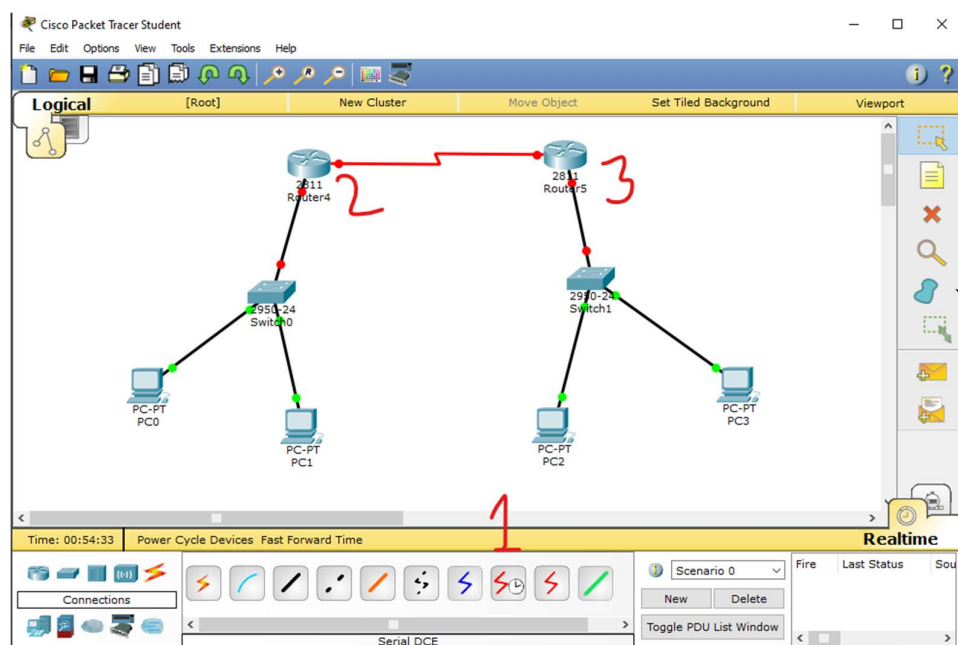 Cisco Packet Tracer Student
File Edit Options View Tools Extensions Help
Logical [Root] New Cluster Move Object Set Tiled Background Viewport
2811
Router4
2
2811
Router5
3
2950-24
Switch0
2950-24
Switch1
PC-PT
PC0
PC-PT
PC1
PC-PT
PC2
PC-PT
PC3
1
Time: 00:54:33 Power Cycle Devices Fast Forward Time Realtime
Connections
Serial DCE
Scenario 0
New Delete
Toggle PDU List Window
Fire Last Status Sou